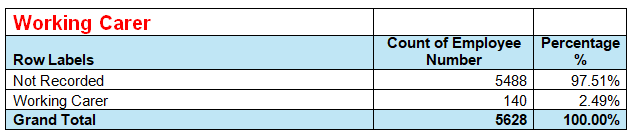 Working Carer
Row Labels Count of Employee Number Percentage %
Not Recorded 5488 97.51%
Working Carer 140 2.49%
Grand Total 5628 100.00%